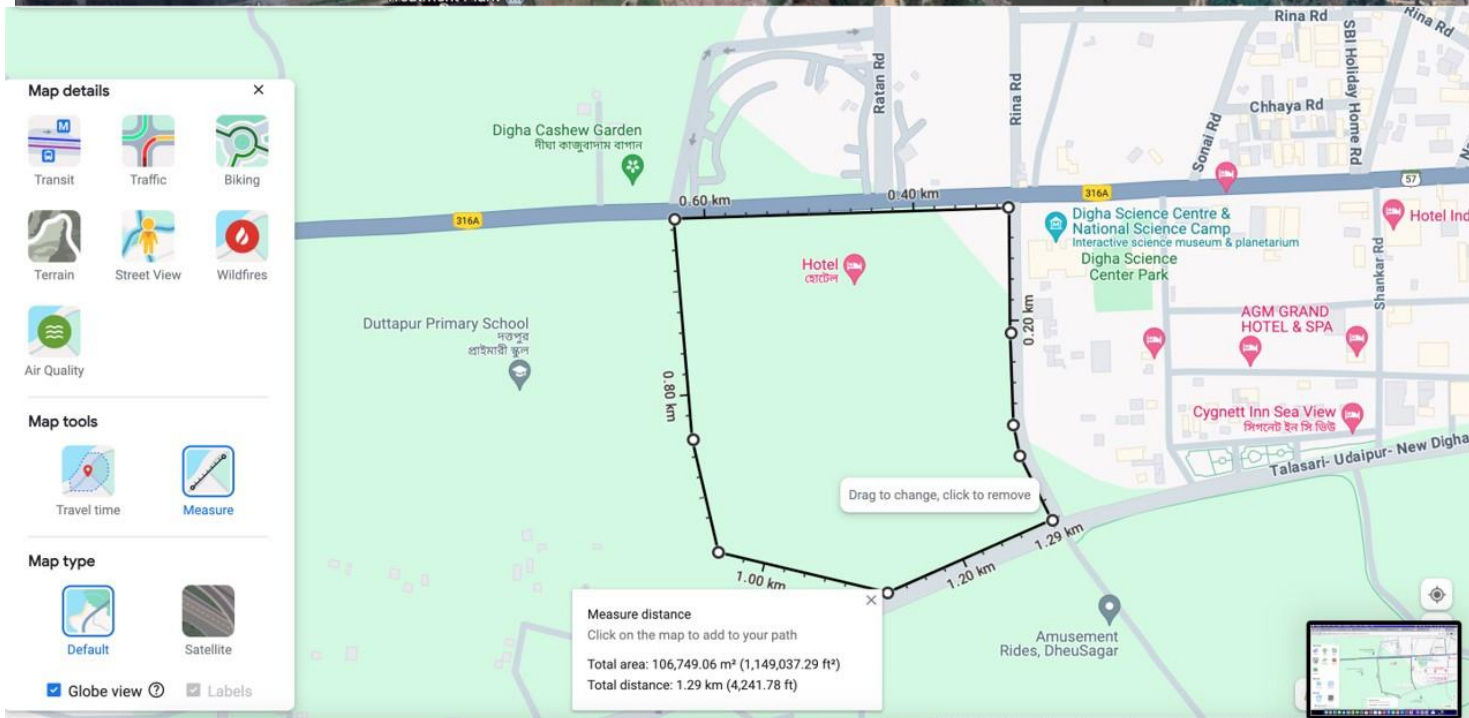 Treatment Plant
Map details
Transit
Traffic
Biking
Terrain
Street View
Wildfires
Air Quality
Map tools
Travel time
Measure
Map type
Default
Satellite
Globe view
Labels
Rina Rd
Rina Rd
SBI Holiday Home Rd
Chhaya Rd
Ratan Rd
Rina Rd
Sonai Rd
Digha Cashew Garden
দীঘা কাজুবাদাম বাগান
0.60 km
0.40 km
316A
316A
57
Digha Science Centre &
National Science Camp
Interactive science museum & planetarium
Digha Science
Center Park
Hotel Ind
Shankar Rd
Hotel
হোটেল
0.20 km
Duttapur Primary School
দত্তপুর
প্রাইমারী স্কুল
AGM GRAND
HOTEL & SPA
0.80 km
Cygnett Inn Sea View
সিগনেট ইন সি ভিউ
Talasari- Udaipur- New Digha
Drag to change, click to remove
1.29 km
1.20 km
1.00 km
Measure distance
Click on the map to add to your path
Total area: 106,749.06 m² (1,149,037.29 ft²)
Total distance: 1.29 km (4,241.78 ft)
Amusement
Rides, DheuSagar